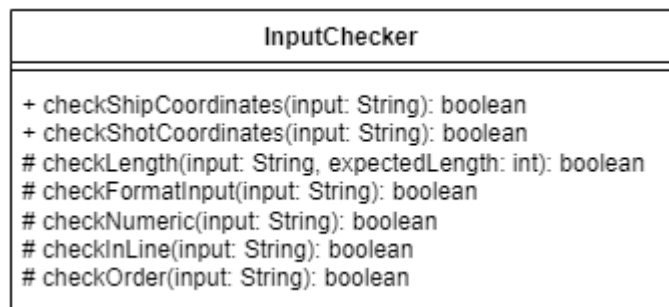 InputChecker
+ checkShipCoordinates(input: String): boolean
+ checkShotCoordinates(input: String): boolean
# checkLength(input: String, expectedLength: int): boolean
# checkFormatInput(input: String): boolean
# checkNumeric(input: String): boolean
# checkInLine(input: String): boolean
# checkOrder(input: String): boolean